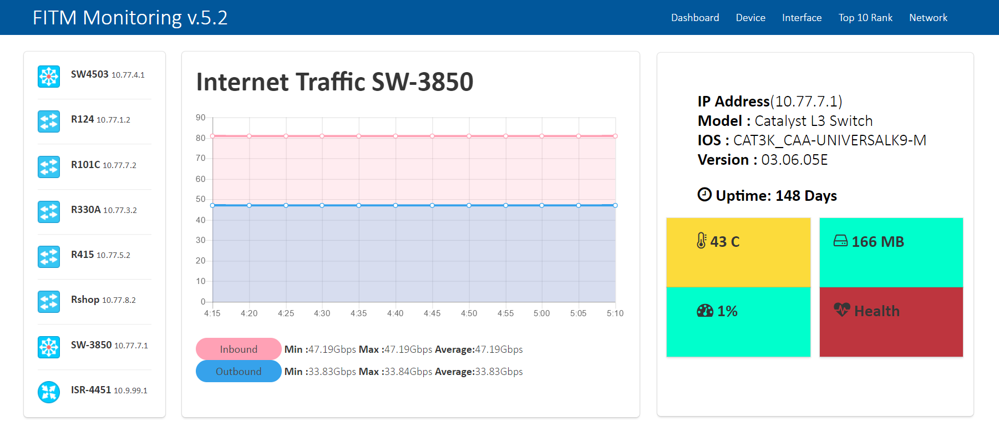 FITM Monitoring v.5.2
Dashboard Device Interface Top 10 Rank Network
SW4503 10.77.4.1
R124 10.77.1.2
R101C 10.77.7.2
R330A 10.77.3.2
R415 10.77.5.2
Rshop 10.77.8.2
SW-3850 10.77.7.1
ISR-4451 10.9.99.1
Internet Traffic SW-3850
90
80
70
60
50
40
30
20
10
0
4:15 4:20 4:25 4:30 4:35 4:40 4:45 4:50 4:55 5:00 5:05 5:10
Inbound Min :47.19Gbps Max :47.19Gbps Average:47.19Gbps
Outbound Min :33.83Gbps Max :33.84Gbps Average:33.83Gbps
IP Address(10.77.7.1)
Model : Catalyst L3 Switch
IOS : CAT3K_CAA-UNIVERSALK9-M
Version : 03.06.05E
Uptime: 148 Days
43 C
166 MB
1%
Health